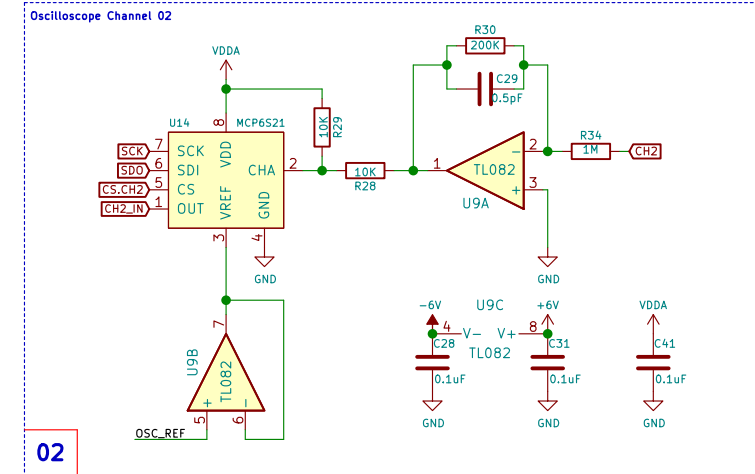 Oscilloscope Channel 02
R30
200K
VDDA
C29
0.5pF
U14
MCP6S21
8
10K
R29
R34
SCK
7
SCK
VDD
2
1M
CH2
SDO
6
SDI
CHA
2
10K
1
TL082
CS.CH2
5
CS
R28
+
3
CH2_IN
1
OUT
VREF
GND
U9A
3
4
GND
GND
-6V
U9C
+6V
VDDA
7
4
V-
V+
8
U9B
C28
TL082
C31
C41
TL082
0.1uF
0.1uF
0.1uF
+
-
5
6
GND
GND
GND
OSC_REF
02